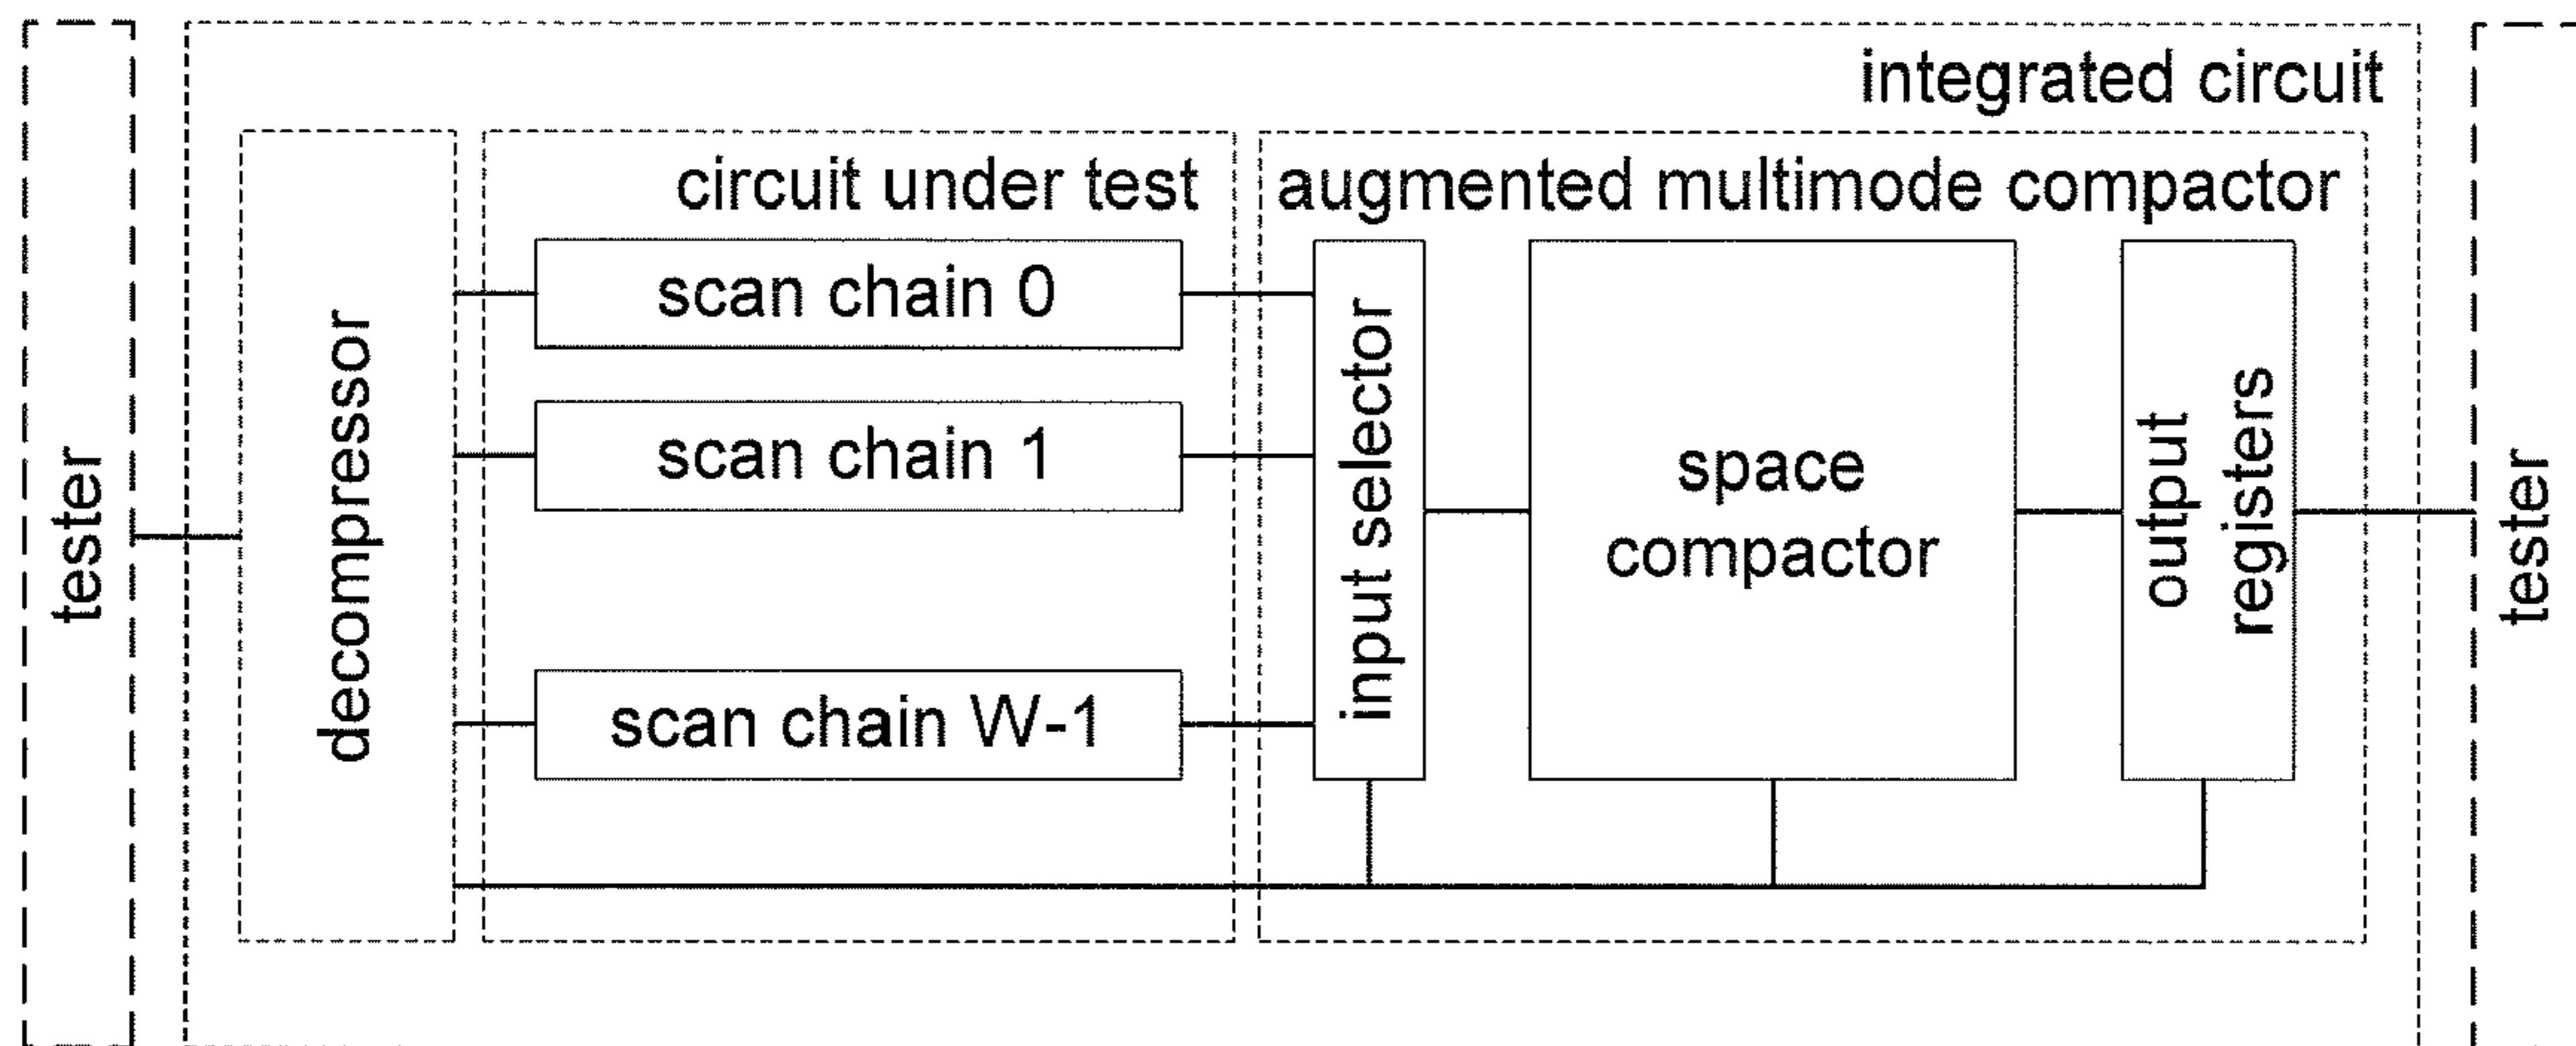 integrated circuit
circuit under test
augmented multimode compactor
tester
decompressor
scan chain 0
scan chain 1
scan chain W-1
input selector
space
compactor
output
registers
tester